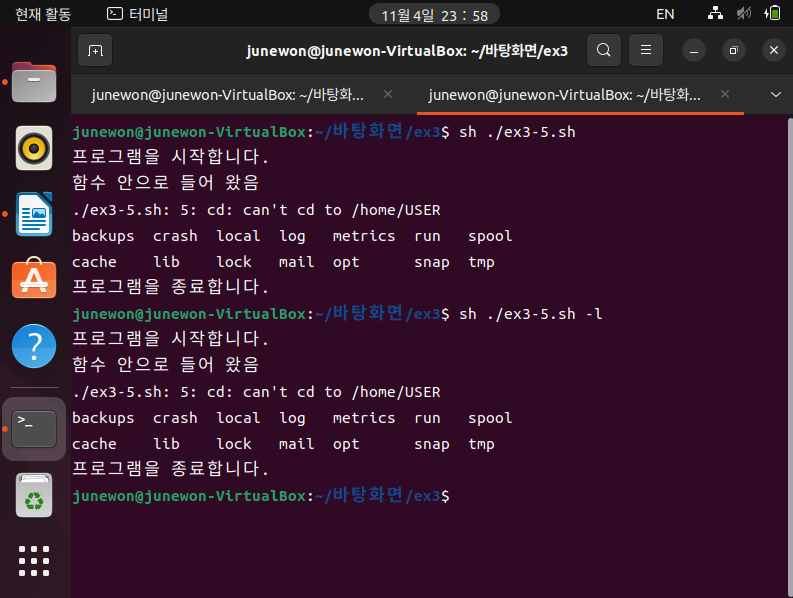 현재 활동
터미널
11월 4일 23 : 58
EN
junewon@junewon-VirtualBox: ~/바탕화면/ex3
junewon@junewon-VirtualBox: ~/바탕화...
junewon@junewon-VirtualBox: ~/바탕화...
junewon@junewon-VirtualBox:~/바탕화면/ex3$ sh ./ex3-5.sh
프로그램을 시작합니다.
함수 안으로 들어 왔음
./ex3-5.sh: 5: cd: can't cd to /home/USER
backups crash local log metrics run spool
cache lib lock mail opt snap tmp
프로그램을 종료합니다.
junewon@junewon-VirtualBox:~/바탕화면/ex3$ sh ./ex3-5.sh -l
프로그램을 시작합니다.
함수 안으로 들어 왔음
./ex3-5.sh: 5: cd: can't cd to /home/USER
backups crash local log metrics run spool
cache lib lock mail opt snap tmp
프로그램을 종료합니다.
junewon@junewon-VirtualBox:~/바탕화면/ex3$